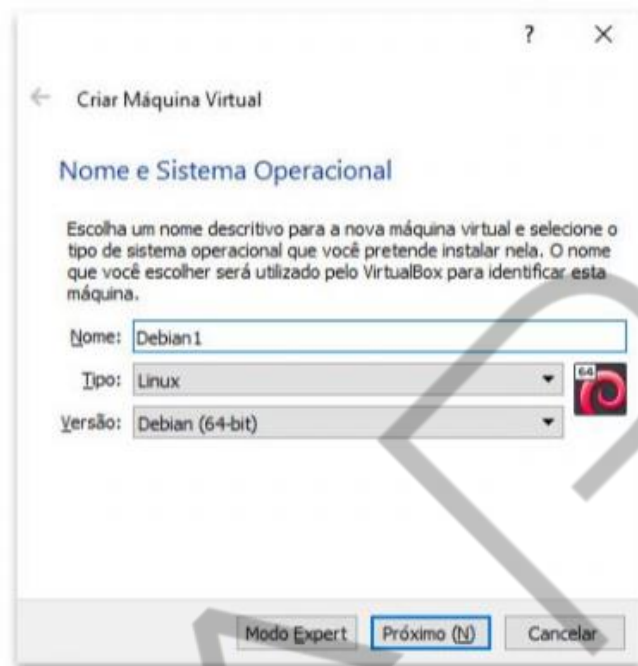 ?
Criar Máquina Virtual
Nome e Sistema Operacional
Escolha um nome descritivo para a nova máquina virtual e selecione o
tipo de sistema operacional que você pretende instalar nela. O nome
que você escolher será utilizado pelo VirtualBox para identificar esta
máquina.
Nome: Debian1
Tipo: Linux
64
Versão: Debian (64-bit)
Modo Expert Próximo (N) Cancelar